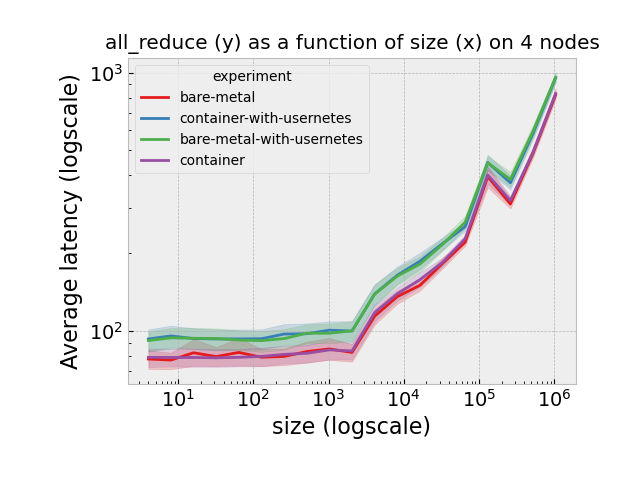 all_reduce (y) as a function of size (x) on 4 nodes
Average latency (logscale)
10³
10²
experiment
bare-metal
container-with-usernetes
bare-metal-with-usernetes
container
10¹ 10² 10³ 10⁴ 10⁵ 10⁶
size (logscale)